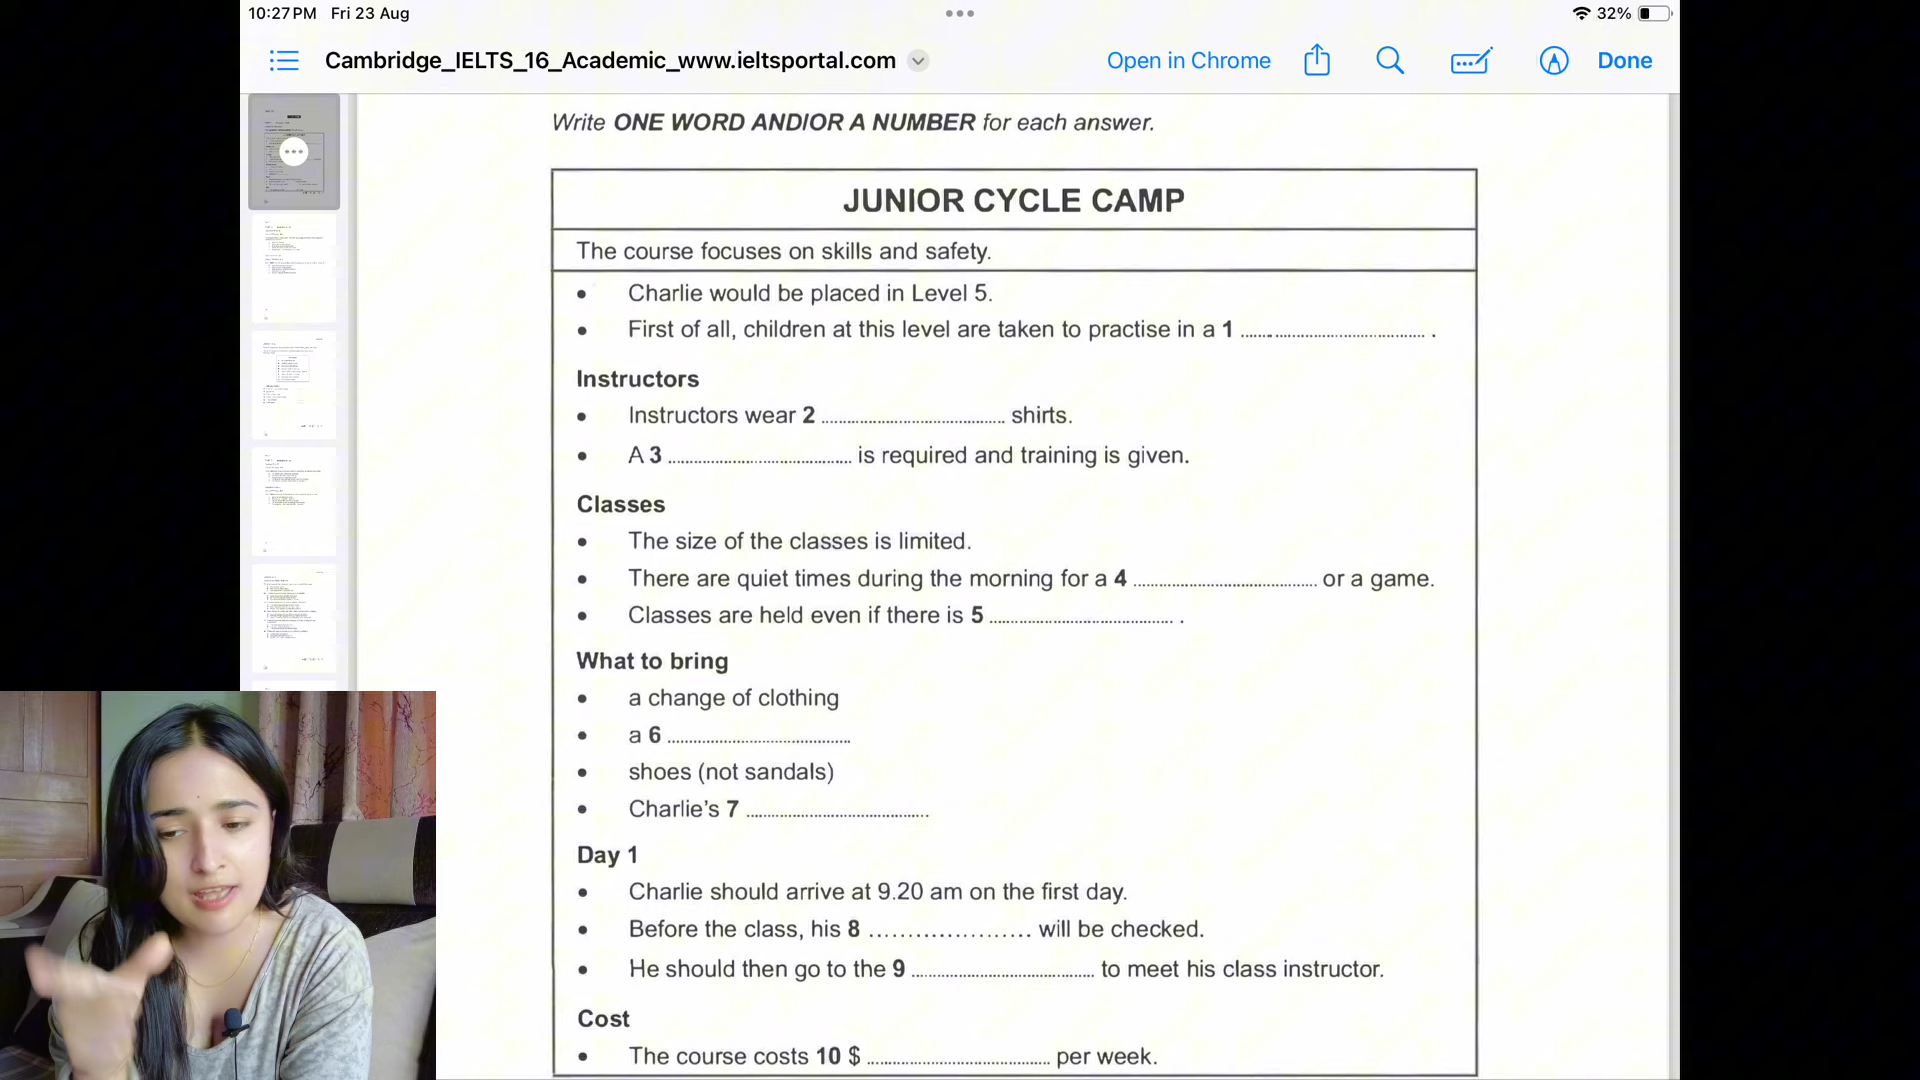 10:27 PM Fri 23 Aug
32%
Cambridge_IELTS_16_Academic_www.ieltsportal.com
Open in Chrome
Done
Write ONE WORD ANDIOR A NUMBER for each answer.
JUNIOR CYCLE CAMP
The course focuses on skills and safety.
• Charlie would be placed in Level 5.
• First of all, children at this level are taken to practise in a 1 .............................. .
Instructors
• Instructors wear 2 .............................. shirts.
• A 3 .............................. is required and training is given.
Classes
• The size of the classes is limited.
• There are quiet times during the morning for a 4 .............................. or a game.
• Classes are held even if there is 5 .............................. .
What to bring
• a change of clothing
• a 6 ..............................
• shoes (not sandals)
• Charlie's 7 ..............................
Day 1
• Charlie should arrive at 9.20 am on the first day.
• Before the class, his 8 ..................... will be checked.
• He should then go to the 9 .............................. to meet his class instructor.
Cost
• The course costs 10 $ .............................. per week.